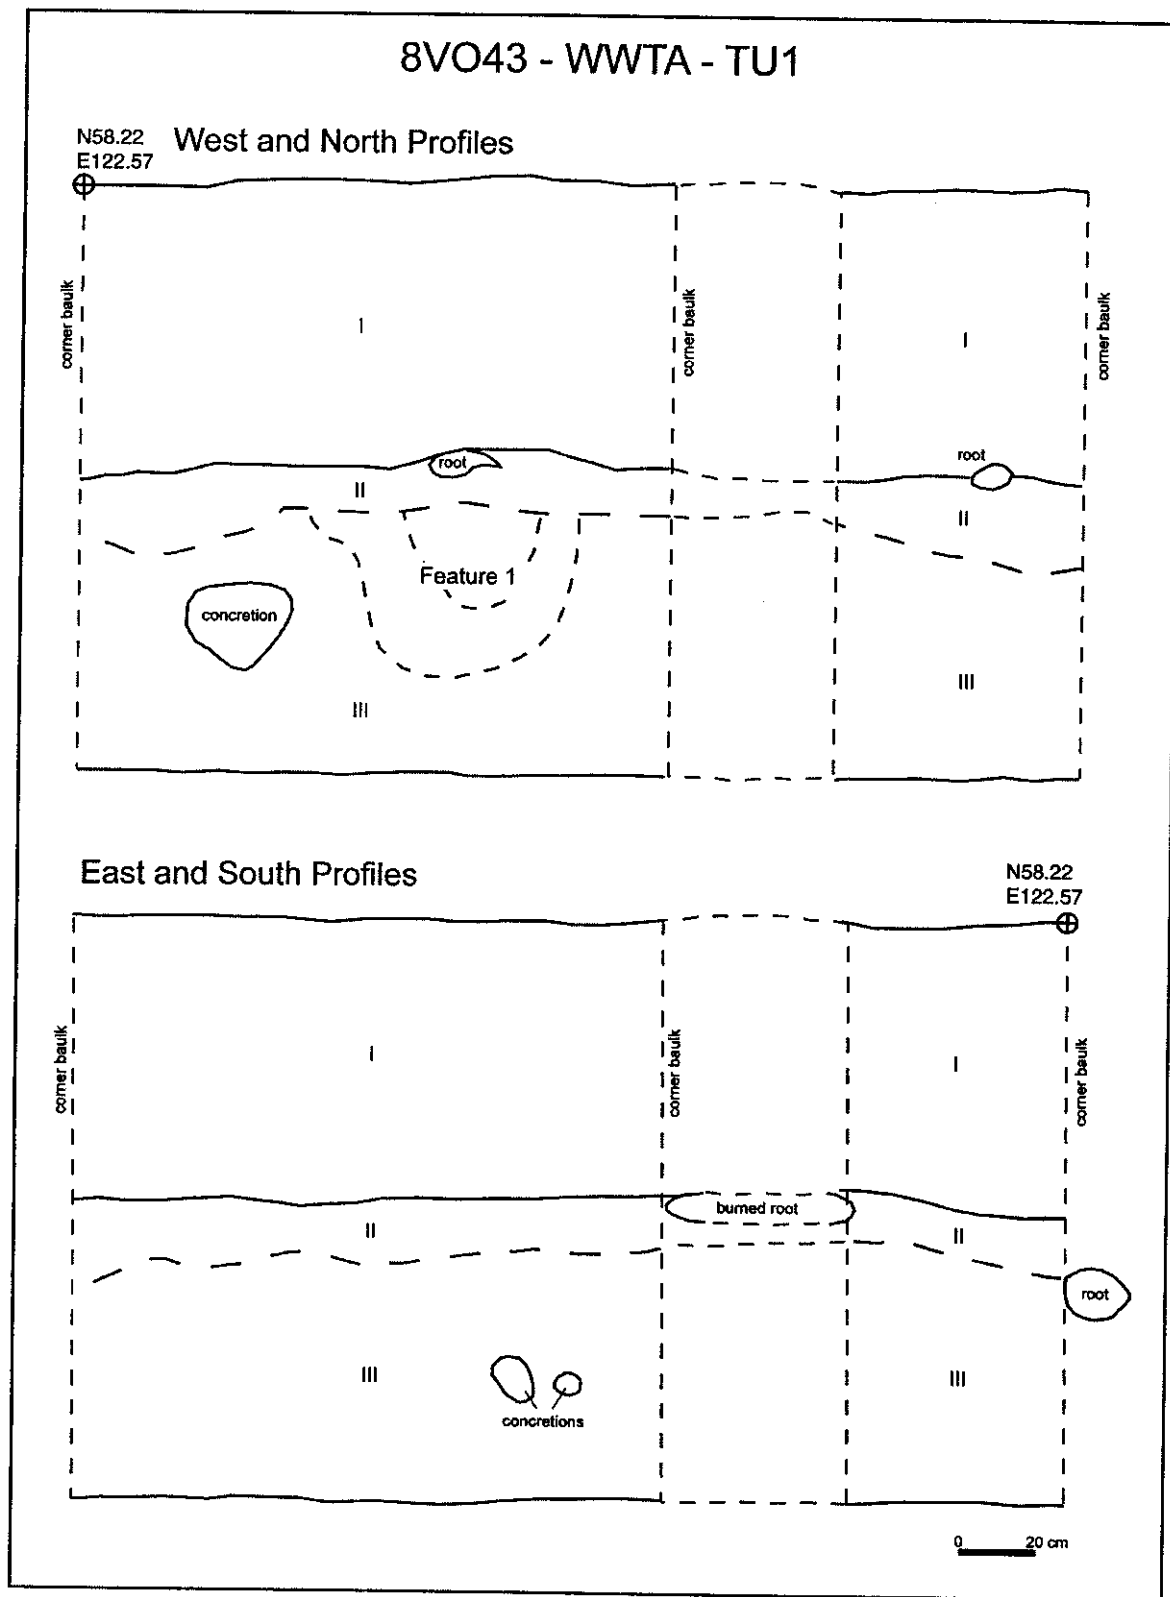 8VO43 - WWTA - TU1
N58.22
E122.57
West and North Profiles
corner baulk
I
corner baulk
I
corner baulk
root
root
II
II
Feature 1
concretion
III
III
East and South Profiles
N58.22
E122.57
corner baulk
I
corner baulk
I
corner baulk
burned root
II
II
root
III
III
concretions
0 20 cm